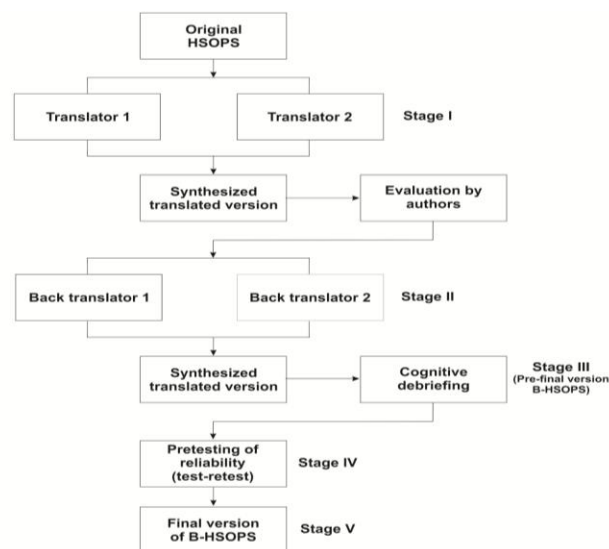 Original
HSOPS
Translator 1
Translator 2
Stage I
Synthesized
translated version
Evaluation by
authors
Back translator 1
Back translator 2
Stage II
Synthesized
translated version
Cognitive
debriefing
Stage III
(Pre-final version
B-HSOPS)
Pretesting of
reliability
(test-retest)
Stage IV
Final version
of B-HSOPS
Stage V